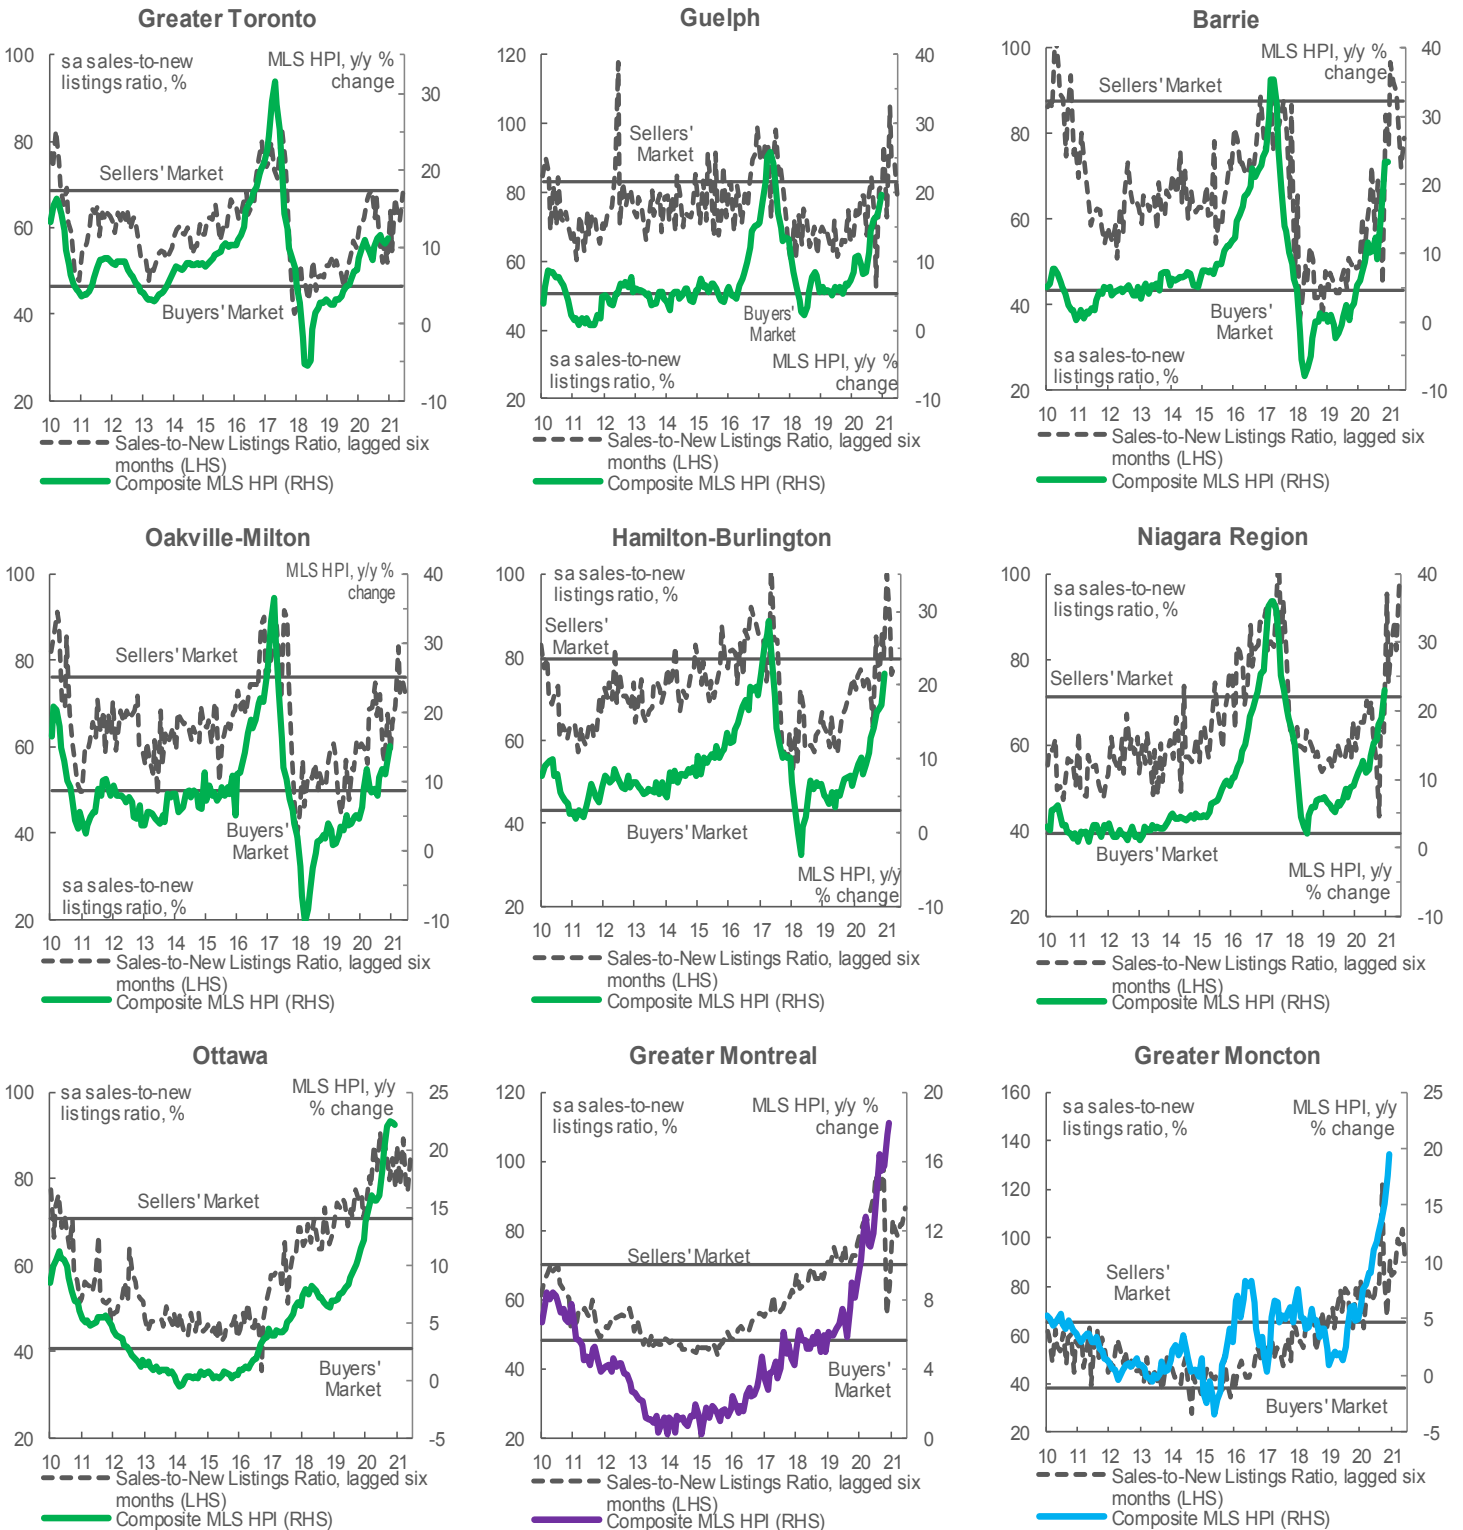 Greater Toronto
100
80
60
40
20
sa sales-to-new
listings ratio, %
MLS HPI, y/y %
change
Sellers' Market
Buyers' Market
30
20
10
0
-10
10 11 12 13 14 15 16 17 18 19 20 21
Sales-to-New Listings Ratio, lagged six
months (LHS)
Composite MLS HPI (RHS)
Guelph
120
100
80
60
40
20
Sellers'
Market
Buyers'
Market
sa sales-to-new
listings ratio, %
MLS HPI, y/y %
change
40
30
20
10
0
-10
10 11 12 13 14 15 16 17 18 19 20 21
Sales-to-New Listings Ratio, lagged six
months (LHS)
Composite MLS HPI (RHS)
Barrie
100
80
60
40
20
MLS HPI, y/y %
change
Sellers' Market
Buyers'
Market
sa sales-to-new
listings ratio, %
40
30
20
10
0
-10
10 11 12 13 14 15 16 17 18 19 20 21
Sales-to-New Listings Ratio, lagged six
months (LHS)
Composite MLS HPI (RHS)
Oakville-Milton
100
80
60
40
20
MLS HPI, y/y %
change
Sellers' Market
Buyers'
Market
sa sales-to-new
listings ratio, %
40
30
20
10
0
-10
10 11 12 13 14 15 16 17 18 19 20 21
Sales-to-New Listings Ratio, lagged six
months (LHS)
Composite MLS HPI (RHS)
Hamilton-Burlington
100
80
60
40
20
sa sales-to-new
listings ratio, %
Sellers'
Market
Buyers' Market
MLS HPI, y/y
% change
30
20
10
0
-10
10 11 12 13 14 15 16 17 18 19 20 21
Sales-to-New Listings Ratio, lagged six
months (LHS)
Composite MLS HPI (RHS)
Niagara Region
100
80
60
40
20
sa sales-to-new
listings ratio, %
Sellers' Market
Buyers' Market
MLS HPI, y/y
% change
40
30
20
10
0
-10
10 11 12 13 14 15 16 17 18 19 20 21
Sales-to-New Listings Ratio, lagged six
months (LHS)
Composite MLS HPI (RHS)
Ottawa
100
80
60
40
20
sa sales-to-new
listings ratio, %
MLS HPI, y/y
% change
Sellers' Market
Buyers'
Market
25
20
15
10
5
0
-5
10 11 12 13 14 15 16 17 18 19 20 21
Sales-to-New Listings Ratio, lagged six
months (LHS)
Composite MLS HPI (RHS)
Greater Montreal
120
100
80
60
40
20
sa sales-to-new
listings ratio, %
MLS HPI, y/y %
change
Sellers' Market
Buyers'
Market
20
16
12
8
4
0
10 11 12 13 14 15 16 17 18 19 20 21
Sales-to-New Listings Ratio, lagged six
months (LHS)
Composite MLS HPI (RHS)
Greater Moncton
160
140
120
100
80
60
40
20
sa sales-to-new
listings ratio, %
MLS HPI, y/y
% change
Sellers'
Market
Buyers' Market
25
20
15
10
5
0
-5
10 11 12 13 14 15 16 17 18 19 20 21
Sales-to-New Listings Ratio, lagged six
months (LHS)
Composite MLS HPI (RHS)